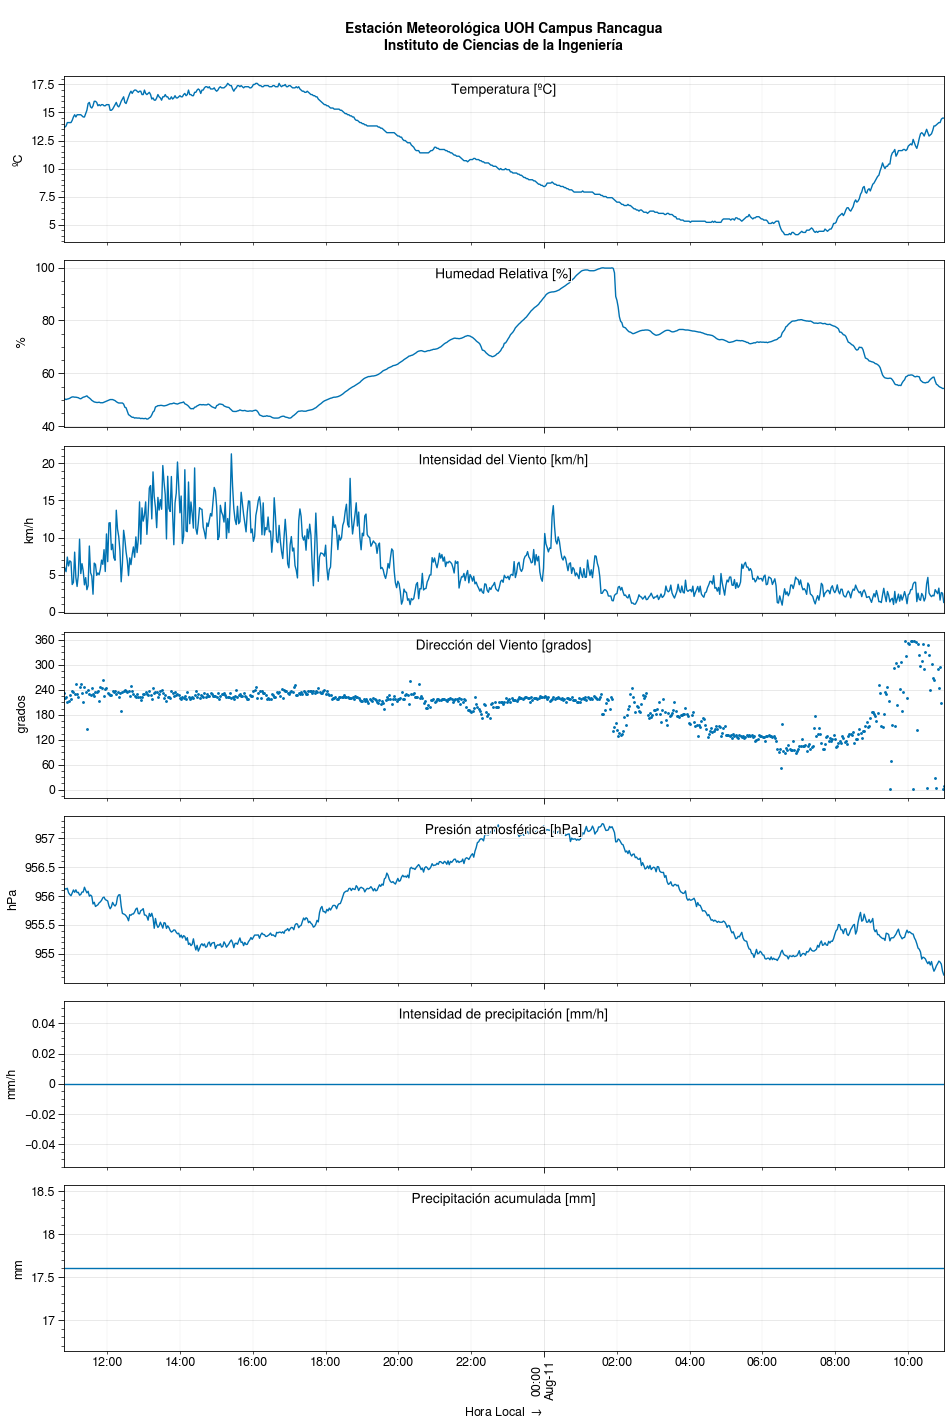 Estación Meteorológica UOH Campus Rancagua
Instituto de Ciencias de la Ingeniería
Temperatura [ºC]
ºC
17.5
15
12.5
10
7.5
5
Humedad Relativa [%]
%
100
80
60
40
Intensidad del Viento [km/h]
km/h
20
15
10
5
0
Dirección del Viento [grados]
grados
360
300
240
180
120
60
0
Presión atmosférica [hPa]
hPa
957
956.5
956
955.5
955
Intensidad de precipitación [mm/h]
mm/h
0.04
0.02
0
−0.02
−0.04
Precipitación acumulada [mm]
mm
18.5
18
17.5
17
12:00 14:00 16:00 18:00 20:00 22:00 00:00 02:00 04:00 06:00 08:00 10:00
Aug-11
Hora Local →